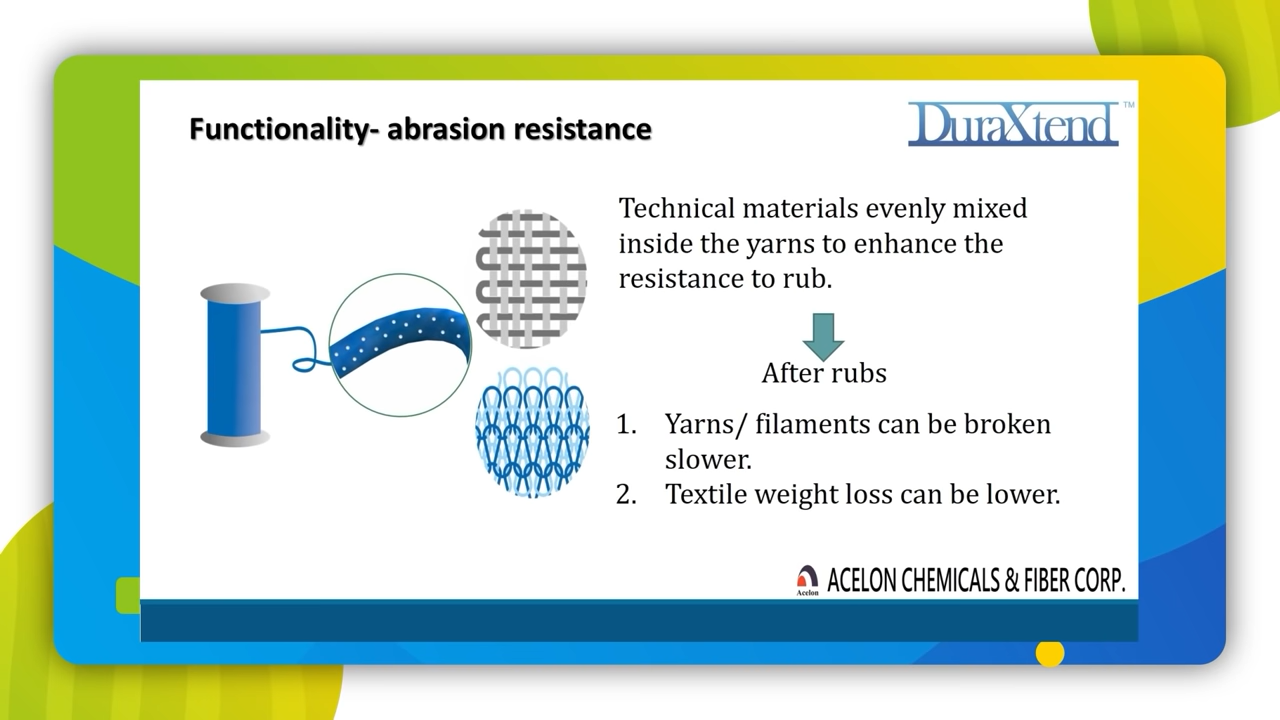 Functionality- abrasion resistance
DuraXtend™
Technical materials evenly mixed
inside the yarns to enhance the
resistance to rub.
After rubs
1. Yarns/ filaments can be broken
slower.
2. Textile weight loss can be lower.
Acelon
ACELON CHEMICALS & FIBER CORP.